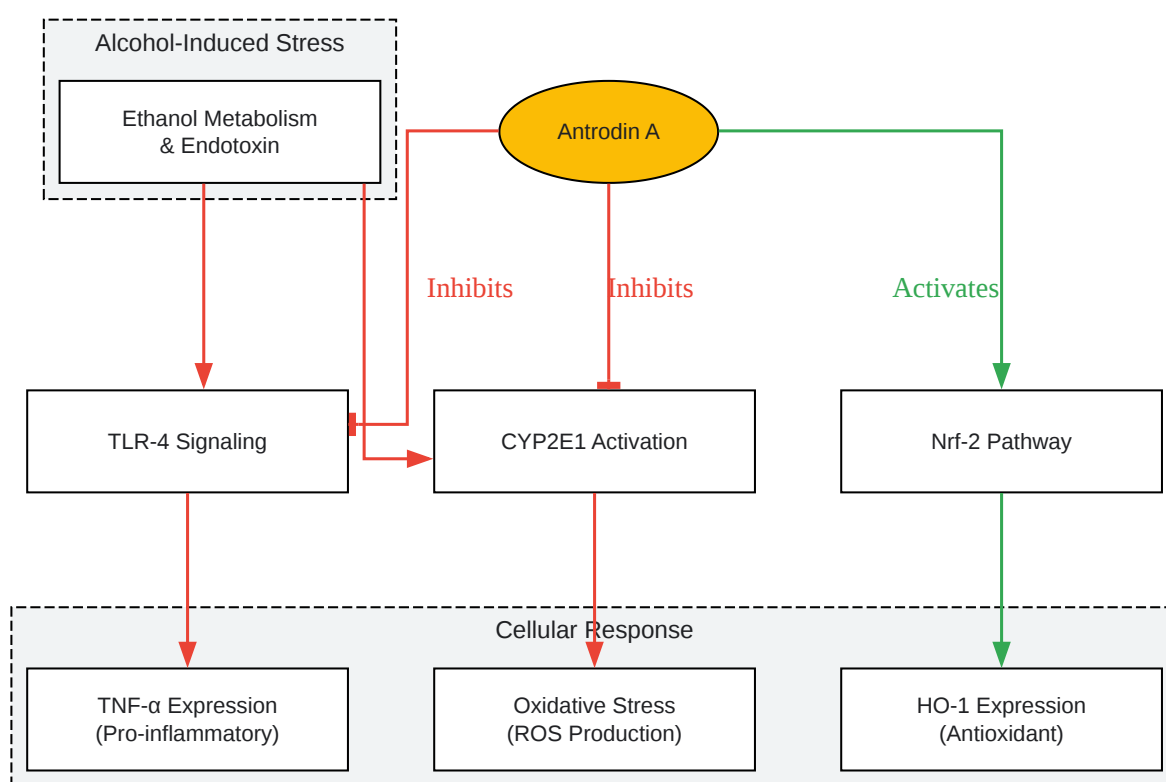 Alcohol-Induced Stress
Ethanol Metabolism
& Endotoxin
Antrodin A
Inhibits
Inhibits
Activates
TLR-4 Signaling
CYP2E1 Activation
Nrf-2 Pathway
Cellular Response
TNF-α Expression
(Pro-inflammatory)
Oxidative Stress
(ROS Production)
HO-1 Expression
(Antioxidant)